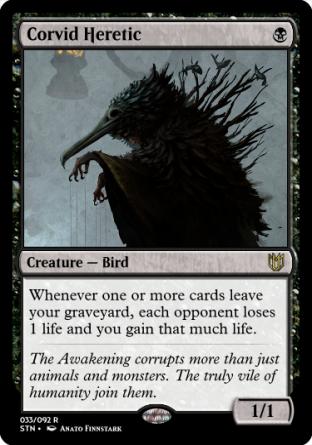 Corvid Heretic
Creature — Bird
Whenever one or more cards leave
your graveyard, each opponent loses
1 life and you gain that much life.
The Awakening corrupts more than just
animals and monsters. The truly vile of
humanity join them.
1/1
033/092 R
STN • Anato Finnstark